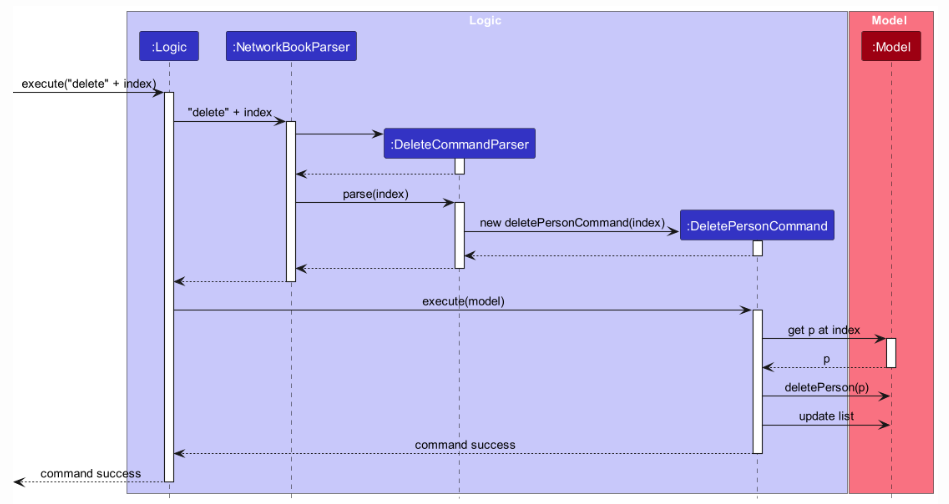 Logic
Model
:Logic
:NetworkBookParser
:Model
execute("delete" + index)
"delete" + index
:DeleteCommandParser
parse(index)
new deletePersonCommand(index)
:DeletePersonCommand
execute(model)
get p at index
p
deletePerson(p)
update list
command success
command success